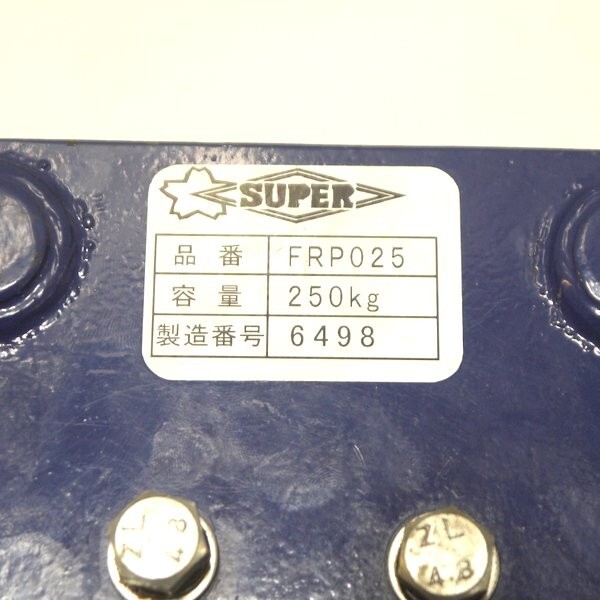 SUPER
品番 FRP025
容量 250kg
製造番号 6498
ZL 4.8
ZL 4.8